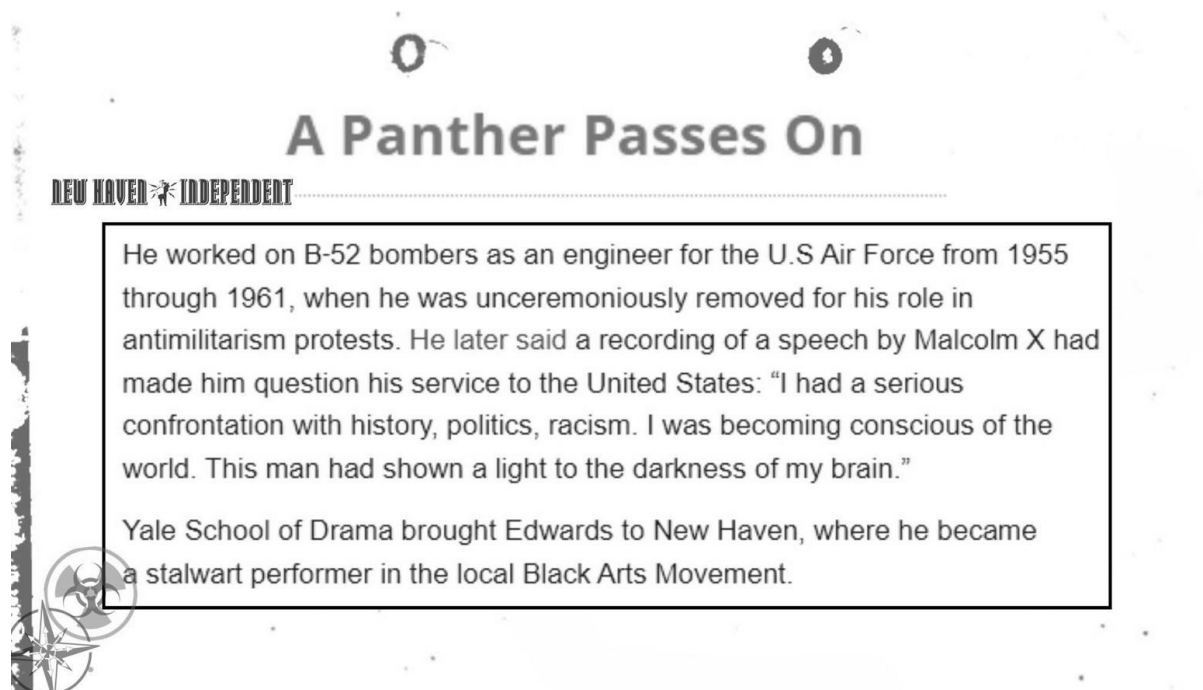 A Panther Passes On
NEW HAVEN INDEPENDENT
He worked on B-52 bombers as an engineer for the U.S Air Force from 1955
through 1961, when he was unceremoniously removed for his role in
antimilitarism protests. He later said a recording of a speech by Malcolm X had
made him question his service to the United States: “I had a serious
confrontation with history, politics, racism. I was becoming conscious of the
world. This man had shown a light to the darkness of my brain.”
Yale School of Drama brought Edwards to New Haven, where he became
a stalwart performer in the local Black Arts Movement.